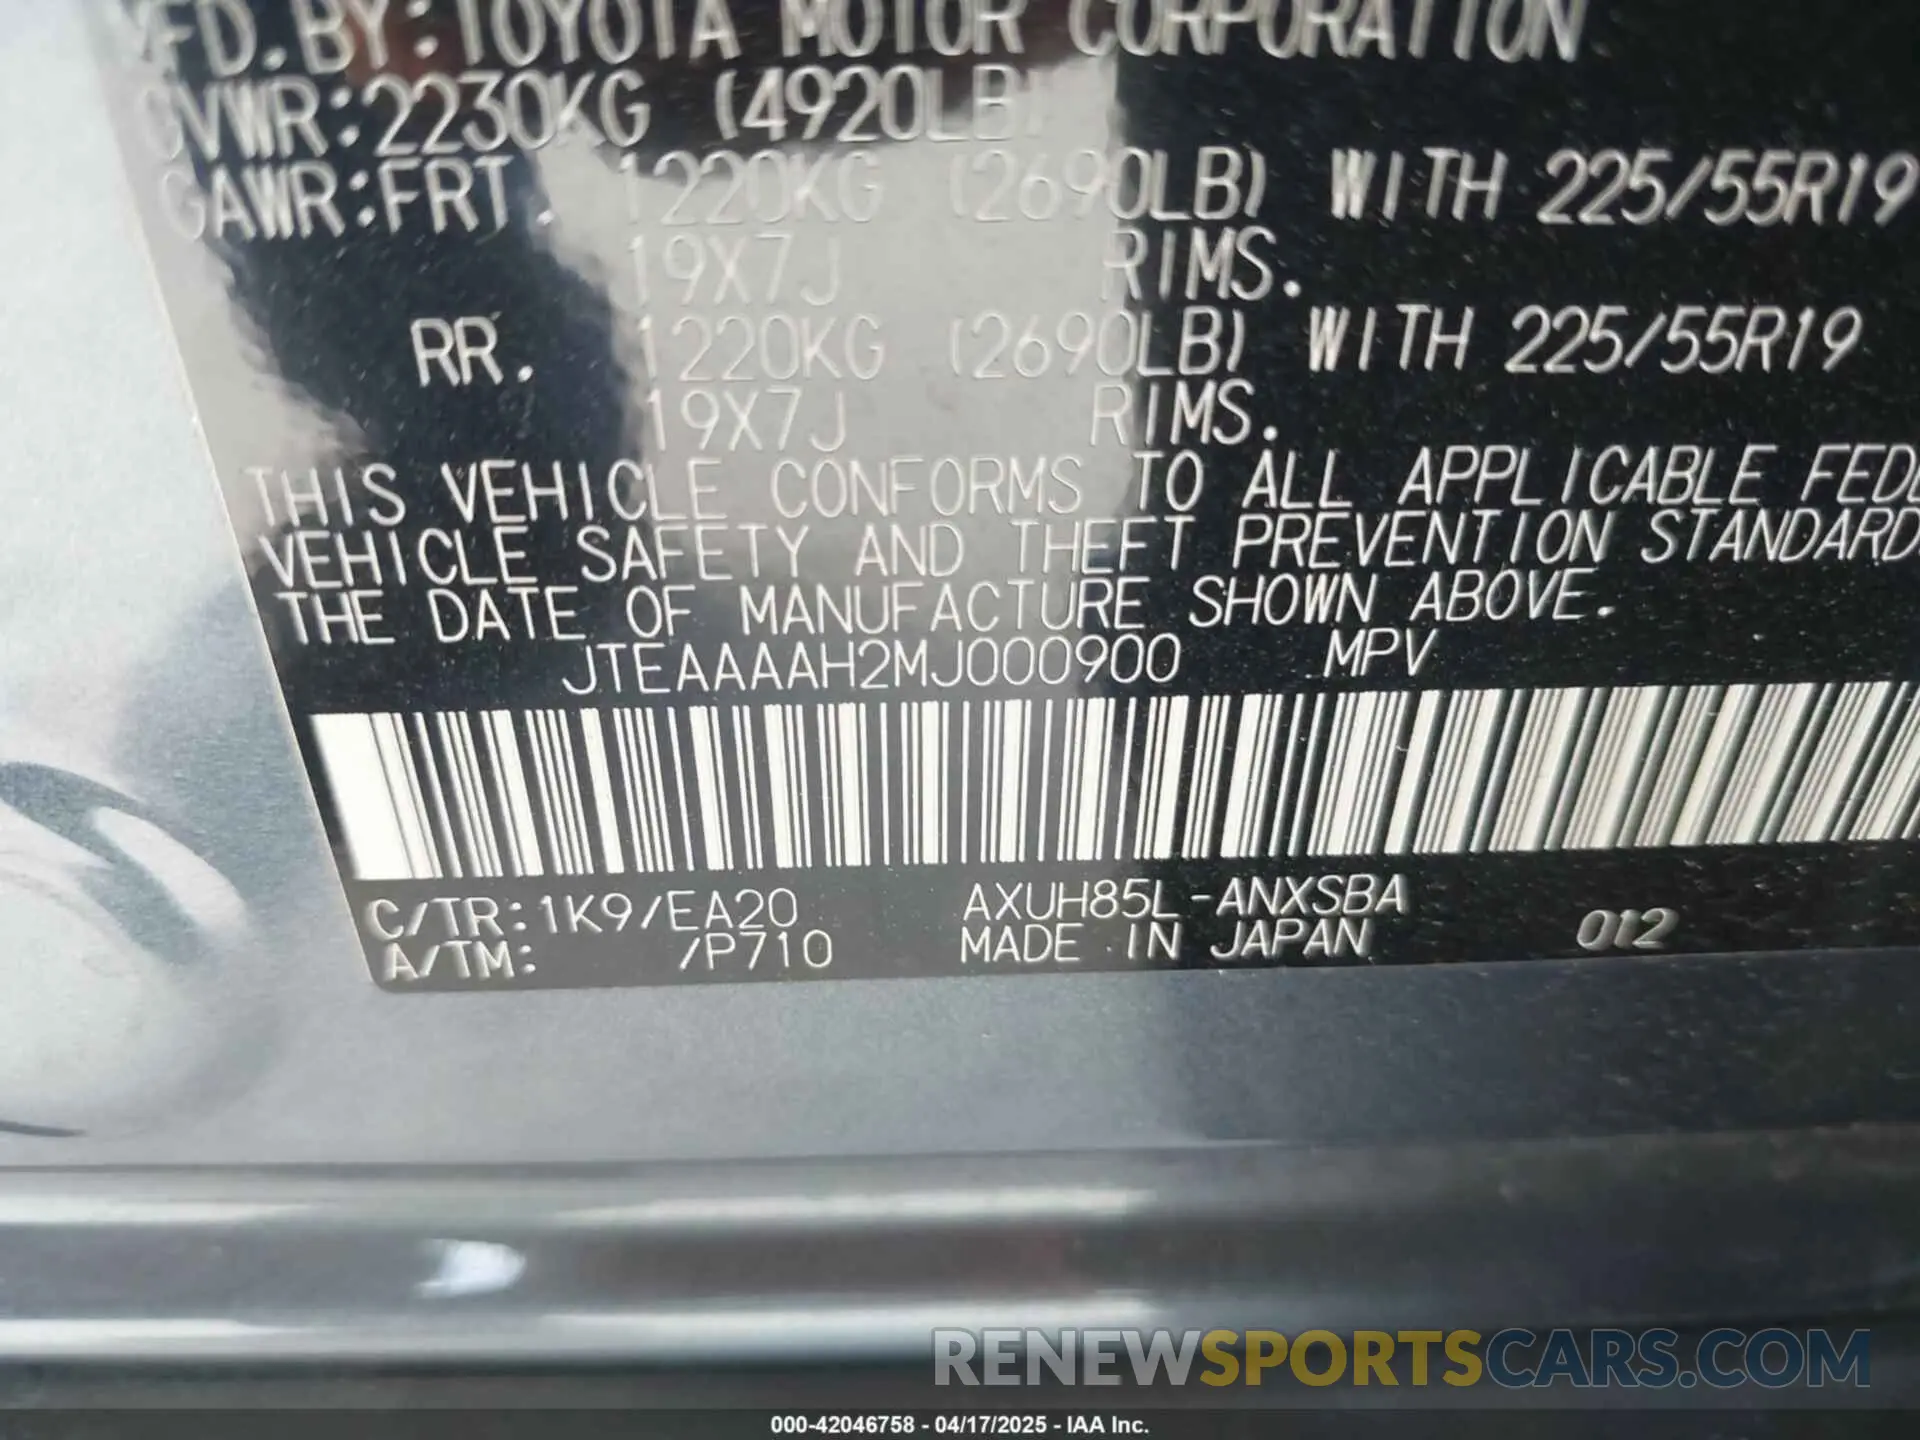 MFD.BY:TOYOTA MOTOR CORPORATION
GVWR:2230KG (4920LB)
GAWR:FRT. 1220KG (2690LB) WITH 225/55R19
19X7J RIMS.
RR. 1220KG (2690LB) WITH 225/55R19
19X7J RIMS.
THIS VEHICLE CONFORMS TO ALL APPLICABLE FEDE
VEHICLE SAFETY AND THEFT PREVENTION STANDARD
THE DATE OF MANUFACTURE SHOWN ABOVE.
JTEAAAAH2MJ000900 MPV
C/TR:1K9/EA20 AXUH85L-ANXSBA
A/TM: /P710 MADE IN JAPAN 012
RENEWSPORTSCARS.COM
000-42046758 - 04/17/2025 - IAA Inc.